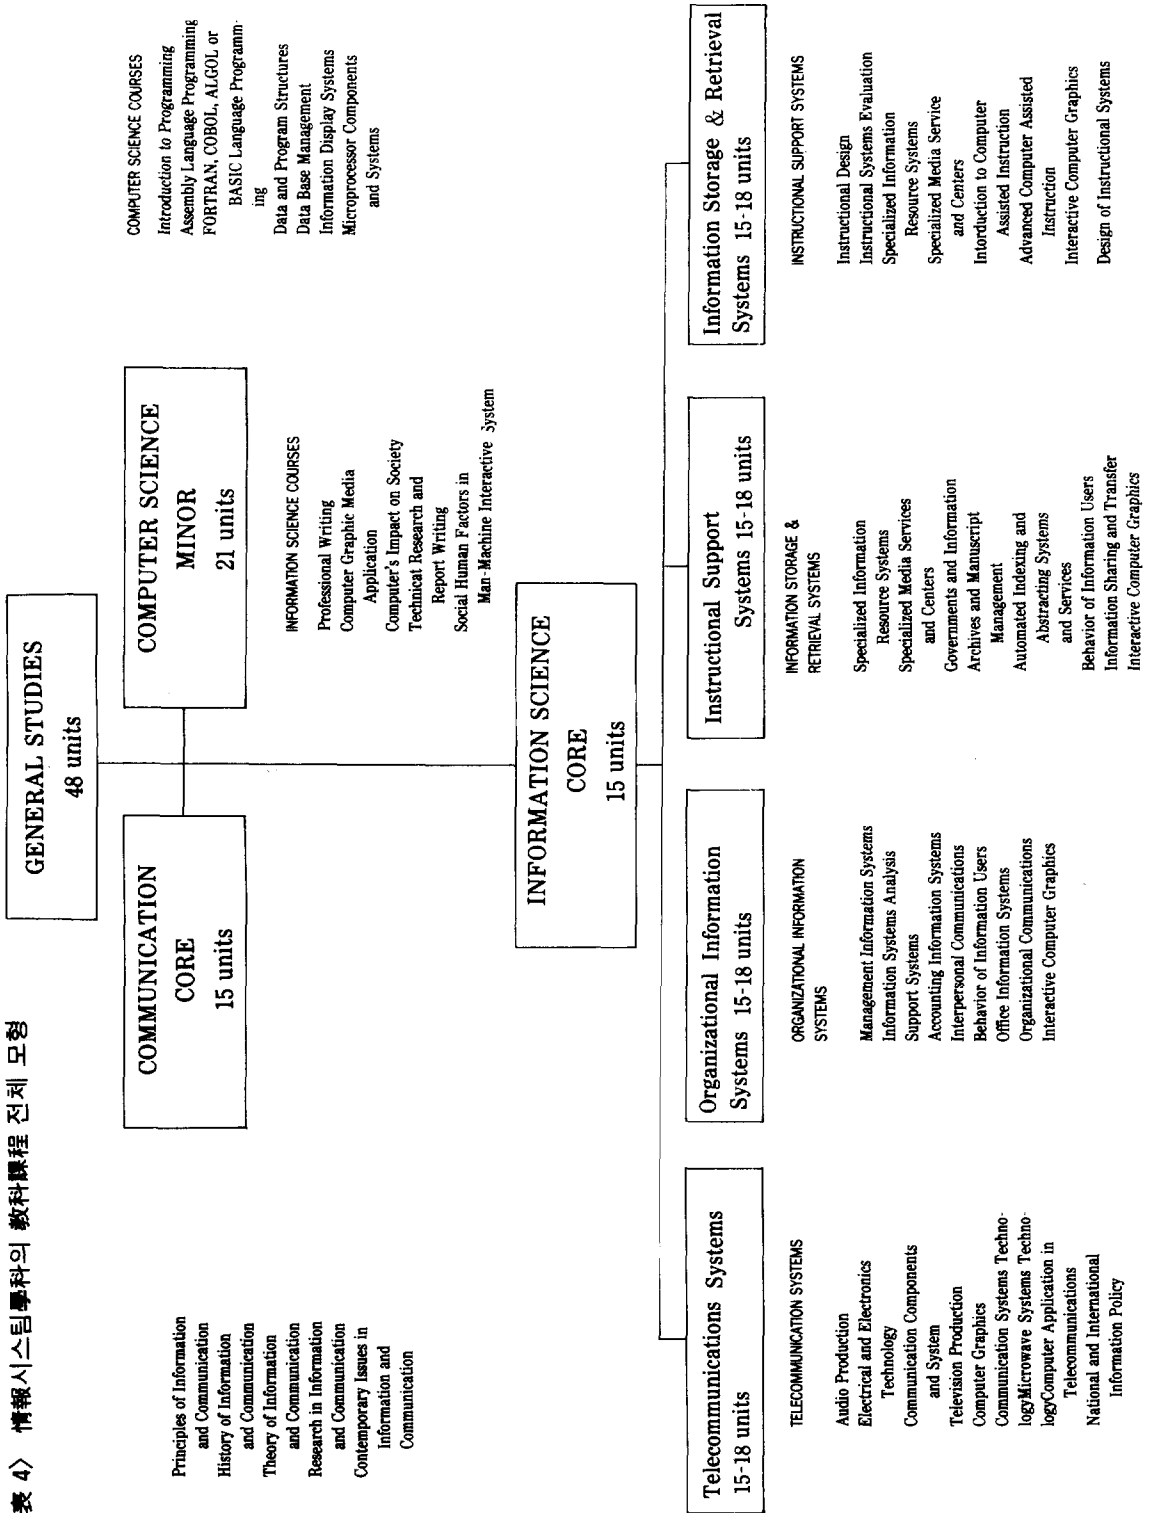 表 4〉 情報시스팀學科의 教科課程 전체 모형
GENERAL STUDIES
48 units
COMMUNICATION
CORE
15 units
COMPUTER SCIENCE
MINOR
21 units
Principles of Information
and Communication
History of Information
and Communication
Theory of Information
and Communication
Research in Information
and Communication
Contemporary Issues in
Information and
Communication
COMPUTER SCIENCE COURSES
Introduction to Programming
Assembly Language Programming
FORTRAN, COBOL, ALGOL or
BASIC Language Programm-
ing
Data and Program Structures
Data Base Management
Information Display Systems
Microprocessor Components
and Systems
INFORMATION SCIENCE COURSES
Professional Writing
Computer Graphic Media
Application
Computer's Impact on Society
Technical Research and
Report Writing
Social Human Factors in
Man-Machine Interactive System
INFORMATION SCIENCE
CORE
15 units
Telecommunications Systems
15-18 units
Organizational Information
Systems 15-18 units
Instructional Support
Systems 15-18 units
Information Storage & Retrieval
Systems 15-18 units
TELECOMMUNICATION SYSTEMS
Audio Production
Electrical and Electronics
Technology
Communication Components
and System
Television Production
Computer Graphics
Communication Systems Techno-
logyMicrowave Systems Techno-
logyComputer Application in
Telecommunications
National and International
Information Policy
ORGANIZATIONAL INFORMATION
SYSTEMS
Management Information Systems
Information Systems Analysis
Support Systems
Accounting Information Systems
Interpersonal Communications
Behavior of Information Users
Office Information Systems
Organizational Communications
Interactive Computer Graphics
INFORMATION STORAGE &
RETRIEVAL SYSTEMS
Specialized Information
Resource Systems
Specialized Media Services
and Centers
Governments and Information
Archives and Manuscript
Management
Automated Indexing and
Abstracting Systems
and Services
Behavior of Information Users
Information Sharing and Transfer
Interactive Computer Graphics
INSTRUCTIONAL SUPPORT SYSTEMS
Instructional Design
Instructional Systems Evaluation
Specialized Information
Resource Systems
Specialized Media Service
and Centers
Intorduction to Computer
Assisted Instruction
Advanced Computer Assisted
Instruction
Interactive Computer Graphics
Design of Instructional Systems